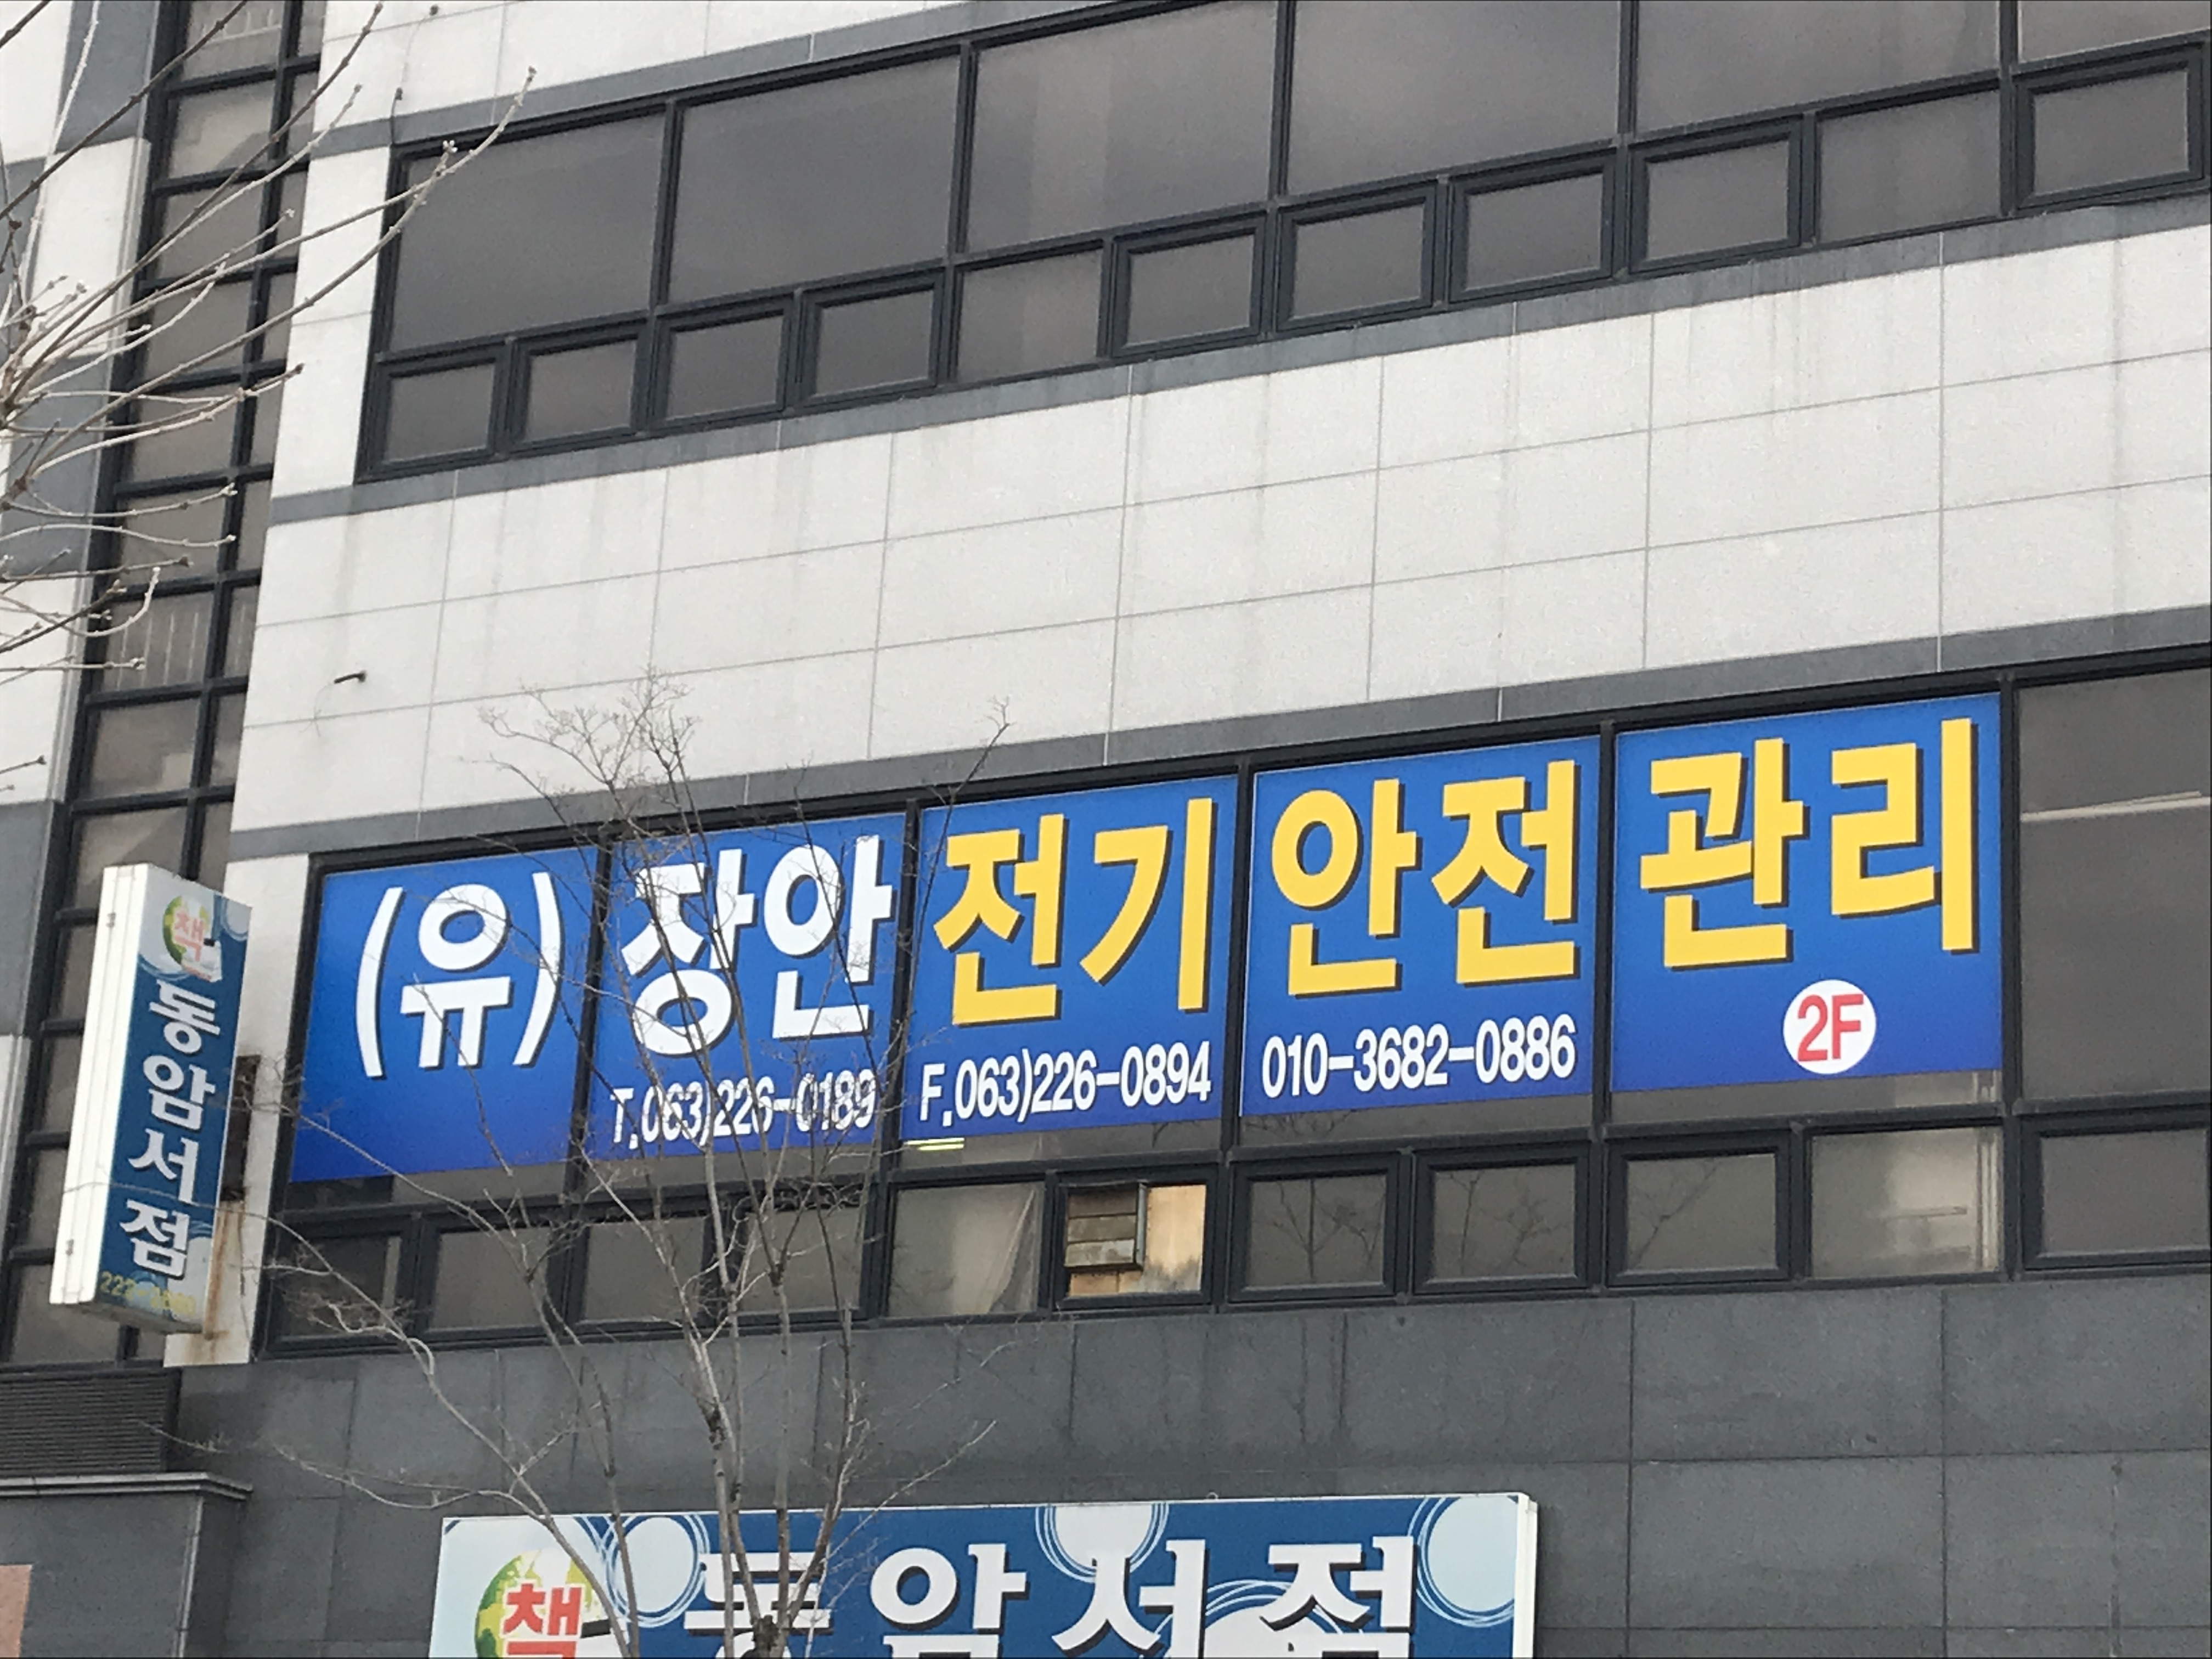 (유)장안전기안전관리
T.063)226-0189 F.063)226-0894 010-3682-0886 2F
책
동암서점
책 동암서점